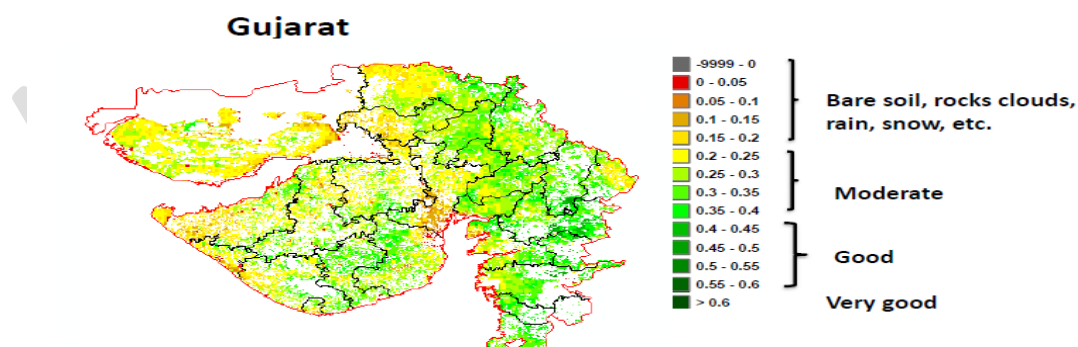 Gujarat
-9999 - 0
0 - 0.05
0.05 - 0.1
0.1 - 0.15
0.15 - 0.2
0.2 - 0.25
0.25 - 0.3
0.3 - 0.35
0.35 - 0.4
0.4 - 0.45
0.45 - 0.5
0.5 - 0.55
0.55 - 0.6
> 0.6
Bare soil, rocks clouds,
rain, snow, etc.
Moderate
Good
Very good